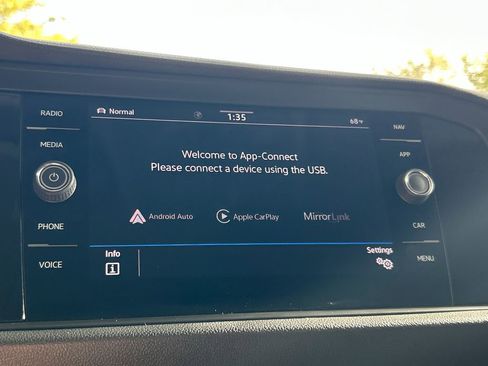 RADIO
MEDIA
PHONE
VOICE
Normal
1:35
68°F
Welcome to App-Connect
Please connect a device using the USB.
Android Auto
Apple CarPlay
MirrorLink
Info
i
Settings
NAV
APP
CAR
MENU